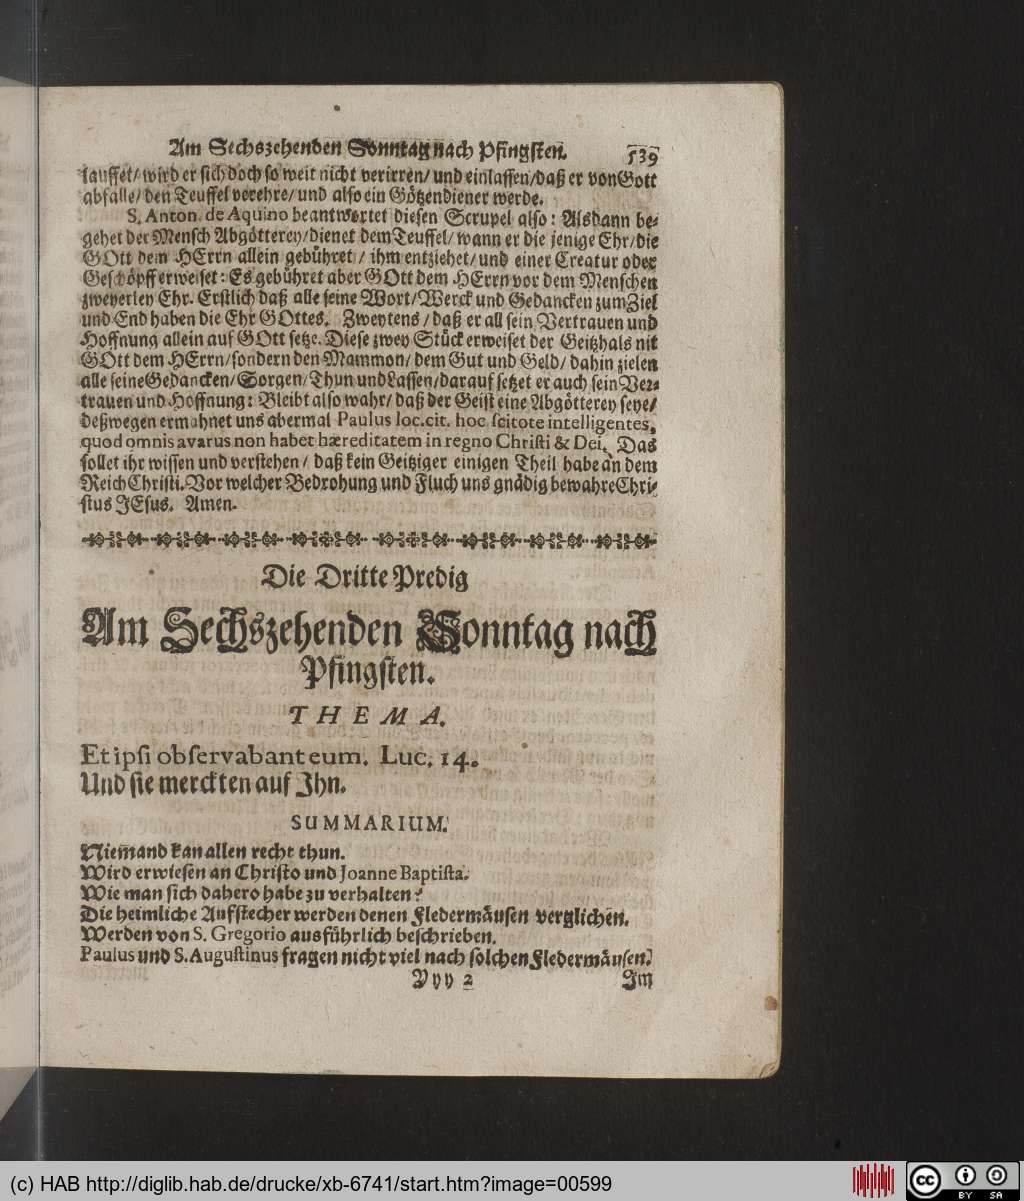 Am Sechszehenden Sonntag nach Pfingsten. 539
lauffet/ wird er sich doch so weit nicht verirren/ und einlassen/ daß er von Gott
abfalle/ den Teuffel verehre/ und also ein Götzendiener werde.
S. Anton. de Aquino beantwortet diesen Scrupel also: Alsdann be-
gehet der Mensch Abgötterey/ dienet dem Teuffel/ wann er die jenige Ehr/ die
GOtt dem HErrn allein gebühret/ ihm entziehet/ und einer Creatur oder
Geschöpff erweiset: Es gebühret aber GOtt dem HErrn vor dem Menschen
zweyerley Ehr. Erstlich daß alle seine Wort/ Werck und Gedancken zum Ziel
und End haben die Ehr GOttes. Zweytens/ daß er all sein Vertrauen und
Hoffnung allein auf GOtt setze. Diese zwey Stück erweiset der Geitzhals nit
GOtt dem HErrn/ sondern den Mammon/ dem Gut und Geld/ dahin zielen
alle seine Gedancken/ Sorgen/ Thun und Lassen/ darauf setzet er auch sein Ver-
trauen und Hoffnung: Bleibt also wahr/ daß der Geist eine Abgötterey seye/
deßwegen ermahnet uns abermal Paulus loc. cit. hoc scitote intelligentes,
quod omnis avarus non habet hæreditatem in regno Christi & Dei. Das
sollet ihr wissen und verstehen/ daß kein Geitziger einigen Theil habe an dem
Reich Christi. Vor welcher Bedrohung und Fluch uns gnädig bewahre Chri-
stus JEsus. Amen.
Die Dritte Predig
Am Sechszehenden Sonntag nach
Pfingsten.
THEMA.
Et ipsi observabant eum. Luc. 14.
Und sie merckten auf Ihn.
SUMMARIUM.
Niemand kan allen recht thun.
Wird erwiesen an Christo und Joanne Baptista.
Wie man sich dahero habe zu verhalten?
Die heimliche Aufstecher werden denen Fledermäusen verglichen.
Werden von S. Gregorio ausführlich beschrieben.
Paulus und S. Augustinus fragen nicht viel nach solchen Fledermäusen.
Yyy 2 Im
(c) HAB http://diglib.hab.de/drucke/xb-6741/start.htm?image=00599
cc BY SA